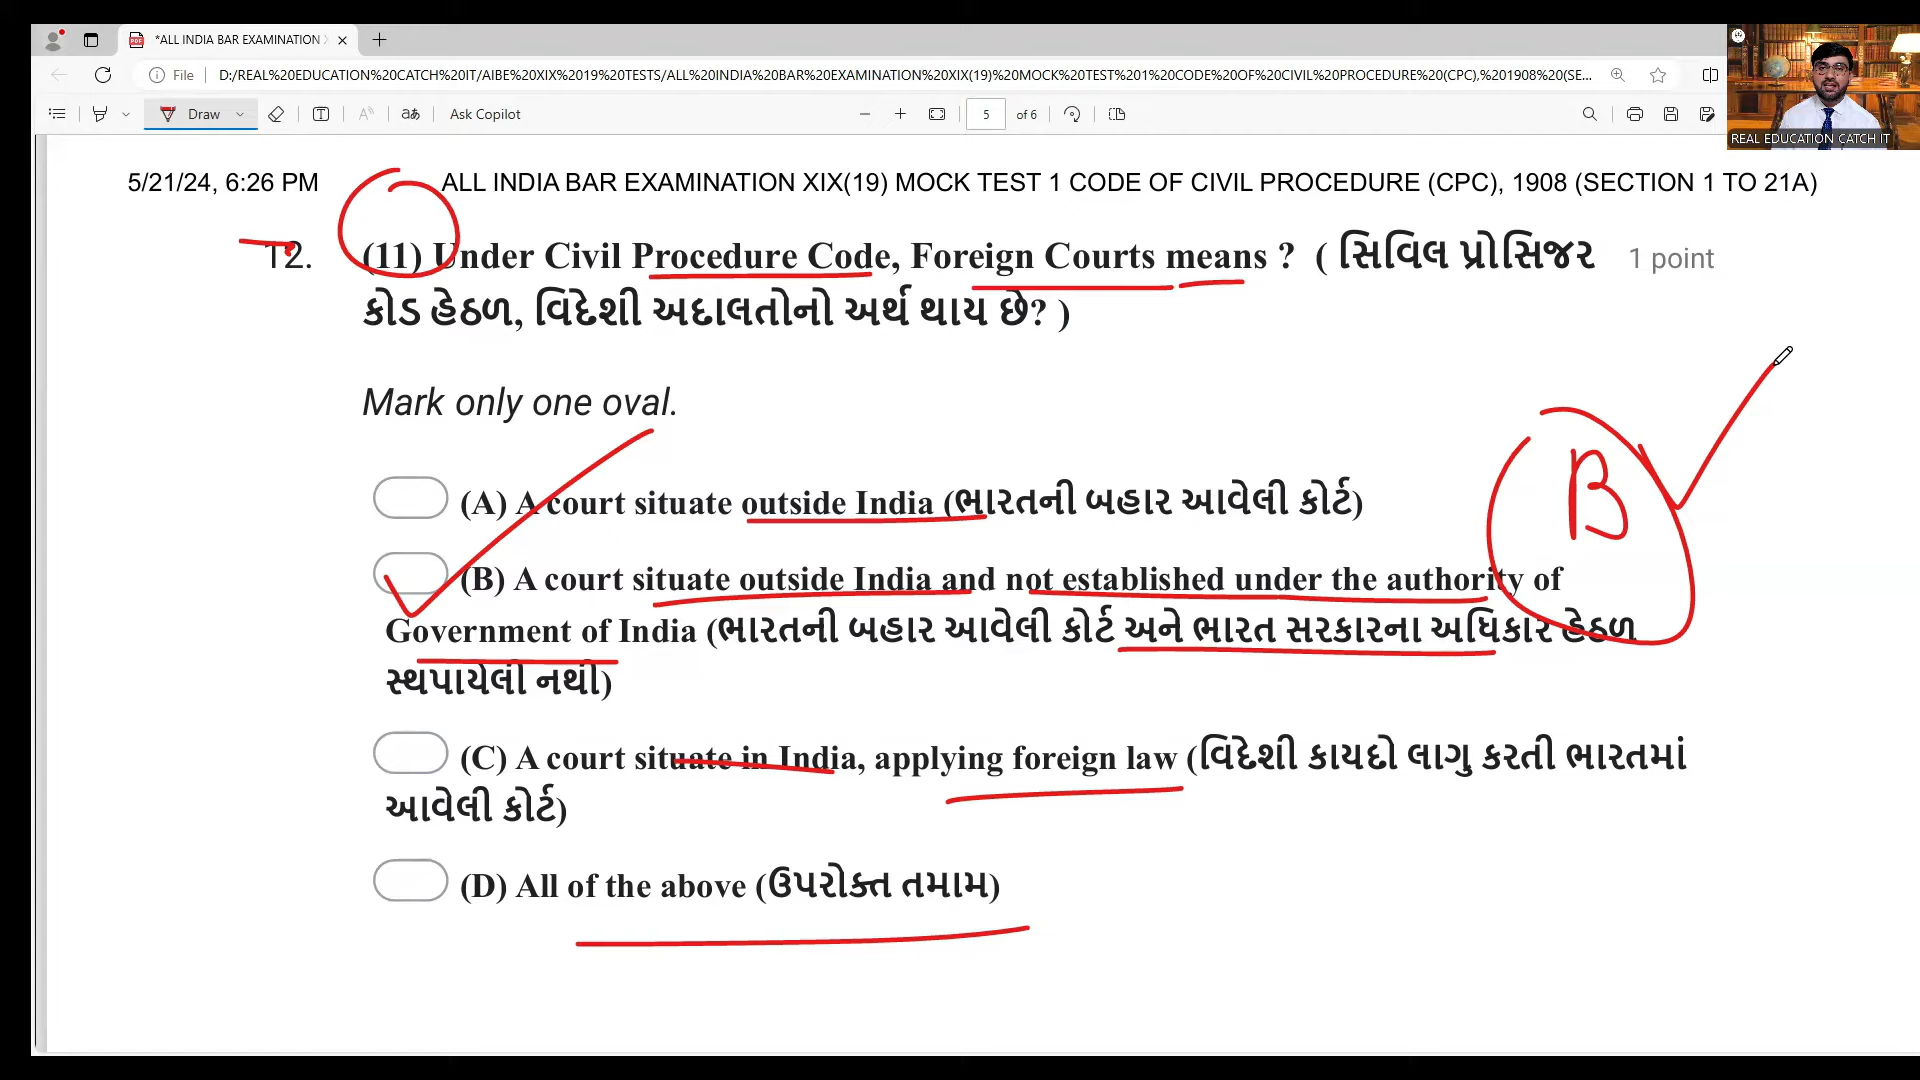 *ALL INDIA BAR EXAMINATION X
File
D:/REAL%20EDUCATION%20CATCH%20IT/AIBE%20XIX%2019%20TESTS/ALL%20INDIA%20BAR%20EXAMINATION%20XIX(19)%20MOCK%20TEST%201%20CODE%20OF%20CIVIL%20PROCEDURE%20(CPC),%201908%20(SE...
Draw
Ask Copilot
5 of 6
REAL EDUCATION CATCH IT
5/21/24, 6:26 PM ALL INDIA BAR EXAMINATION XIX(19) MOCK TEST 1 CODE OF CIVIL PROCEDURE (CPC), 1908 (SECTION 1 TO 21A)
12. (11) Under Civil Procedure Code, Foreign Courts means ? ( સિવિલ પ્રોસિજર 1 point
કોડ હેઠળ, વિદેશી અદાલતોનો અર્થ થાય છે? )
Mark only one oval.
(A) A court situate outside India (ભારતની બહાર આવેલી કોર્ટ)
B
(B) A court situate outside India and not established under the authority of
Government of India (ભારતની બહાર આવેલી કોર્ટ અને ભારત સરકારના અધિકાર હેઠળ
સ્થપાયેલી નથી)
(C) A court situate in India, applying foreign law (વિદેશી કાયદો લાગુ કરતી ભારતમાં
આવેલી કોર્ટ)
(D) All of the above (ઉપરોક્ત તમામ)